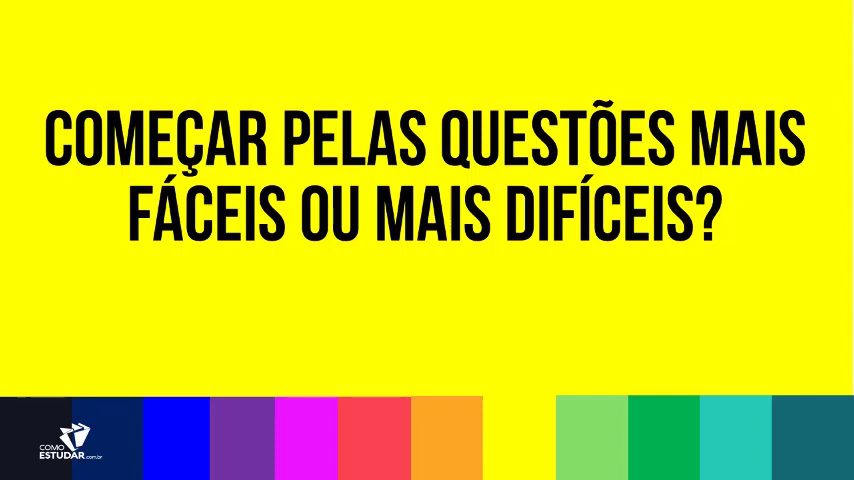 COMEÇAR PELAS QUESTÕES MAIS
FÁCEIS OU MAIS DIFÍCEIS?
COMO
ESTUDAR.com.br